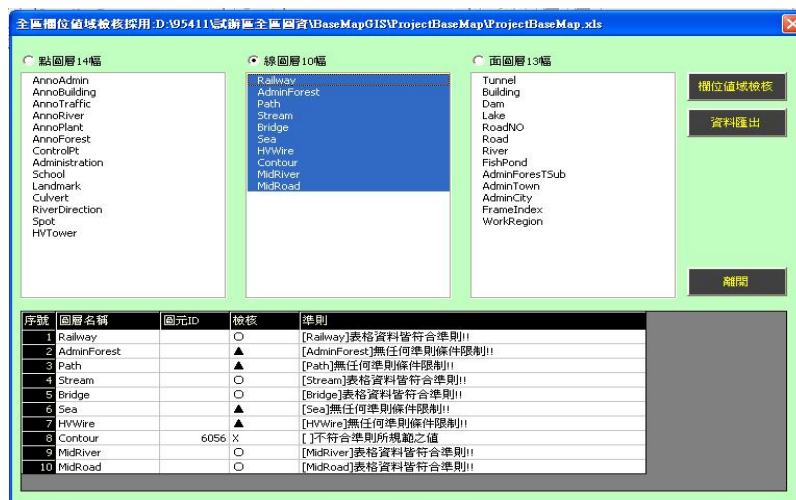 全區欄位值域檢核採用:D:\95411\試辦區全區圖資\BaseMapGIS\ProjectBaseMap\ProjectBaseMap.xls
點圖層14幅
AnnoAdmin
AnnoBuilding
AnnoTraffic
AnnoRiver
AnnoPlant
AnnoForest
ControlPt
Administration
School
Landmark
Culvert
RiverDirection
Spot
HVTower
線圖層10幅
Railway
AdminForest
Path
Stream
Bridge
Sea
HVWire
Contour
MidRiver
MidRoad
面圖層13幅
Tunnel
Building
Dam
Lake
RoadNO
Road
River
FishPond
AdminForesTSub
AdminTown
AdminCity
FrameIndex
WorkRegion
欄位值域檢核
資料匯出
離開
序號 圖層名稱 圖元ID 檢核 準則
1 Railway O [Railway]表格資料皆符合準則!!
2 AdminForest ▲ [AdminForest]無任何準則條件限制!!
3 Path ▲ [Path]無任何準則條件限制!!
4 Stream O [Stream]表格資料皆符合準則!!
5 Bridge O [Bridge]表格資料皆符合準則!!
6 Sea ▲ [Sea]無任何準則條件限制!!
7 HVWire ▲ [HVWire]無任何準則條件限制!!
8 Contour 6056 X [ ]不符合準則所規範之值
9 MidRiver O [MidRiver]表格資料皆符合準則!!
10 MidRoad O [MidRoad]表格資料皆符合準則!!